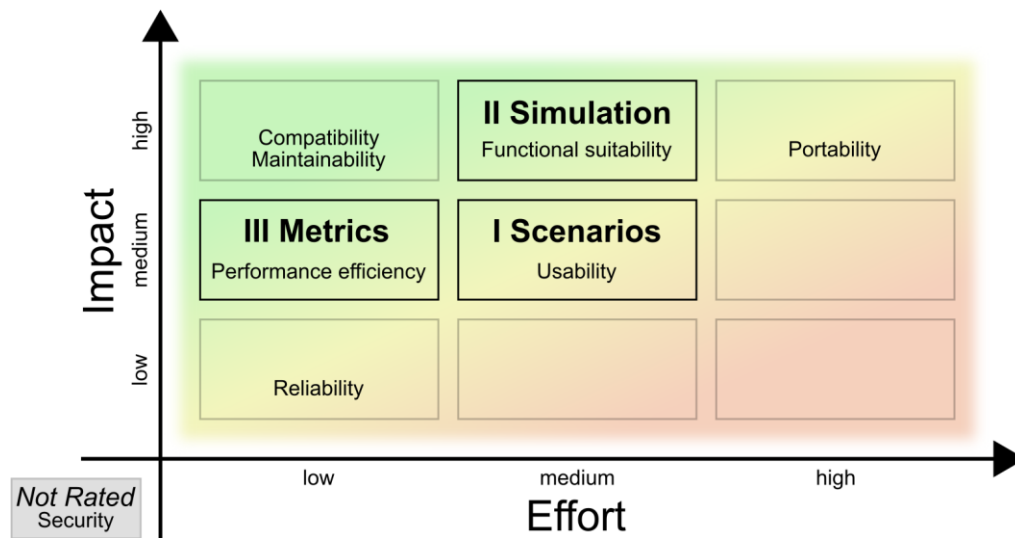 Impact
high
medium
low
Compatibility
Maintainability
II Simulation
Functional suitability
Portability
III Metrics
Performance efficiency
I Scenarios
Usability
Reliability
low
medium
high
Effort
Not Rated
Security